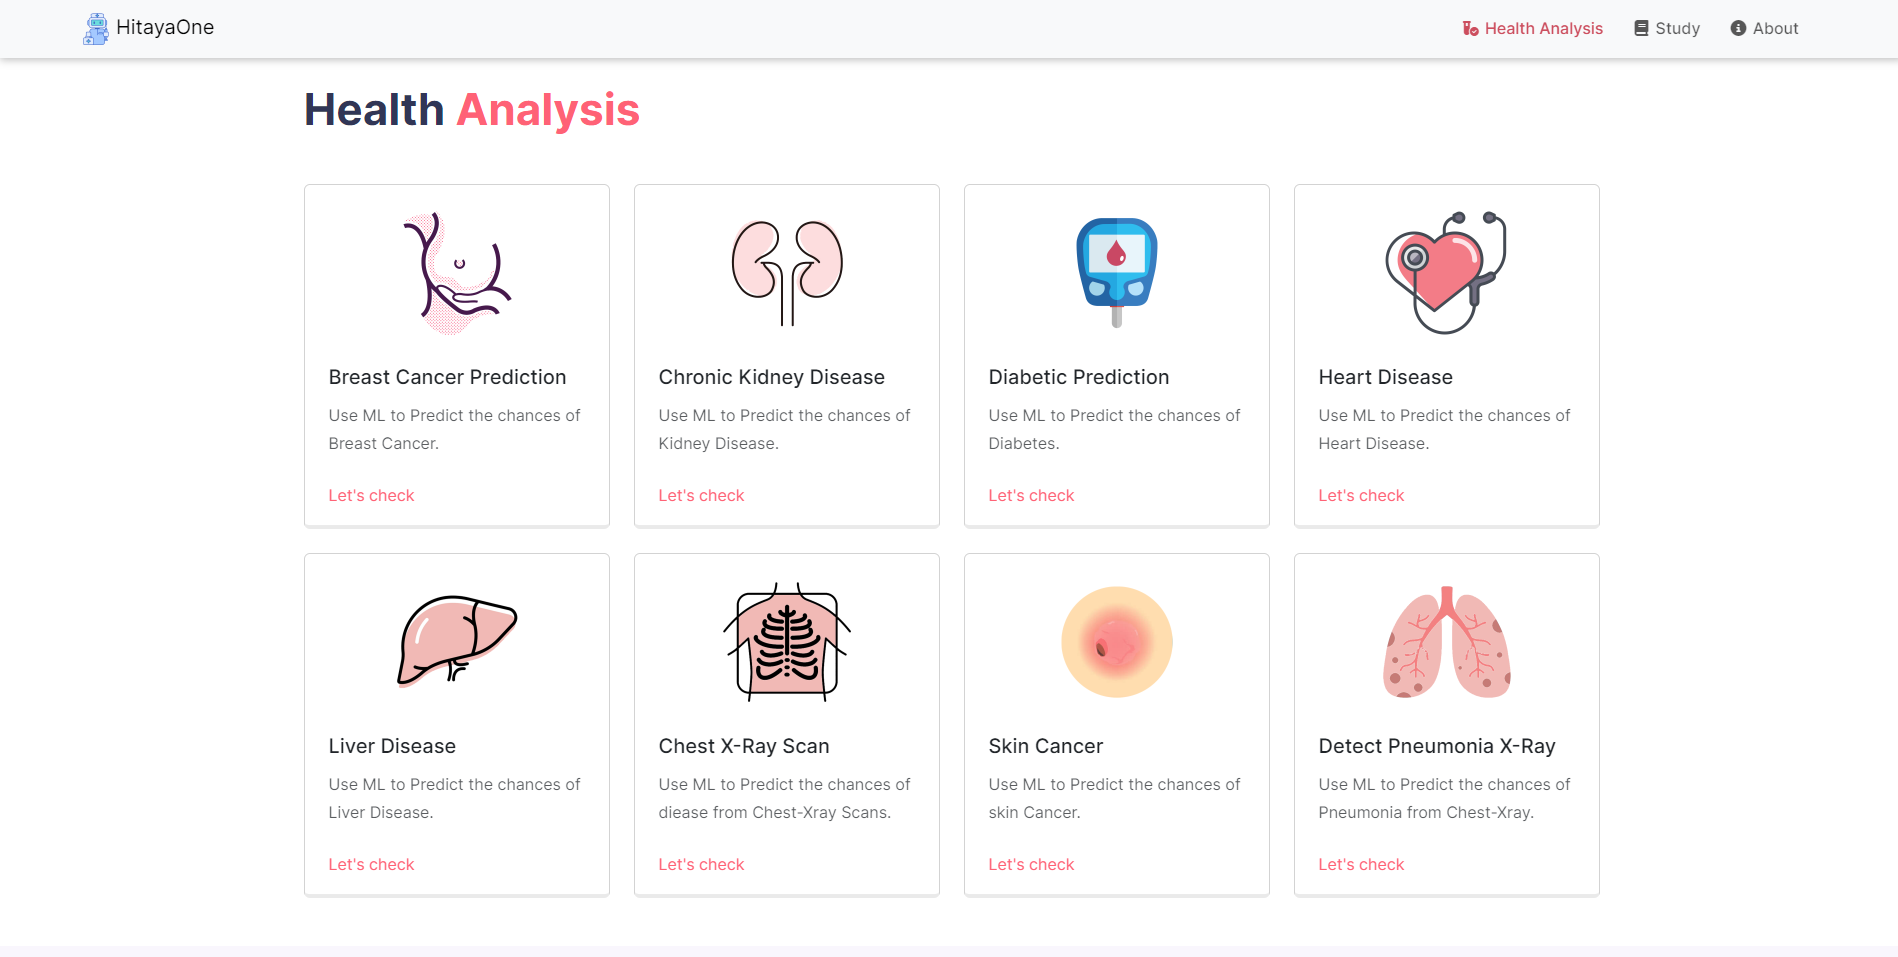 HitayaOne
Health Analysis
Study
About
Health Analysis
Breast Cancer Prediction
Use ML to Predict the chances of
Breast Cancer.
Let's check
Chronic Kidney Disease
Use ML to Predict the chances of
Kidney Disease.
Let's check
Diabetic Prediction
Use ML to Predict the chances of
Diabetes.
Let's check
Heart Disease
Use ML to Predict the chances of
Heart Disease.
Let's check
Liver Disease
Use ML to Predict the chances of
Liver Disease.
Let's check
Chest X-Ray Scan
Use ML to Predict the chances of
diease from Chest-Xray Scans.
Let's check
Skin Cancer
Use ML to Predict the chances of
skin Cancer.
Let's check
Detect Pneumonia X-Ray
Use ML to Predict the chances of
Pneumonia from Chest-Xray.
Let's check